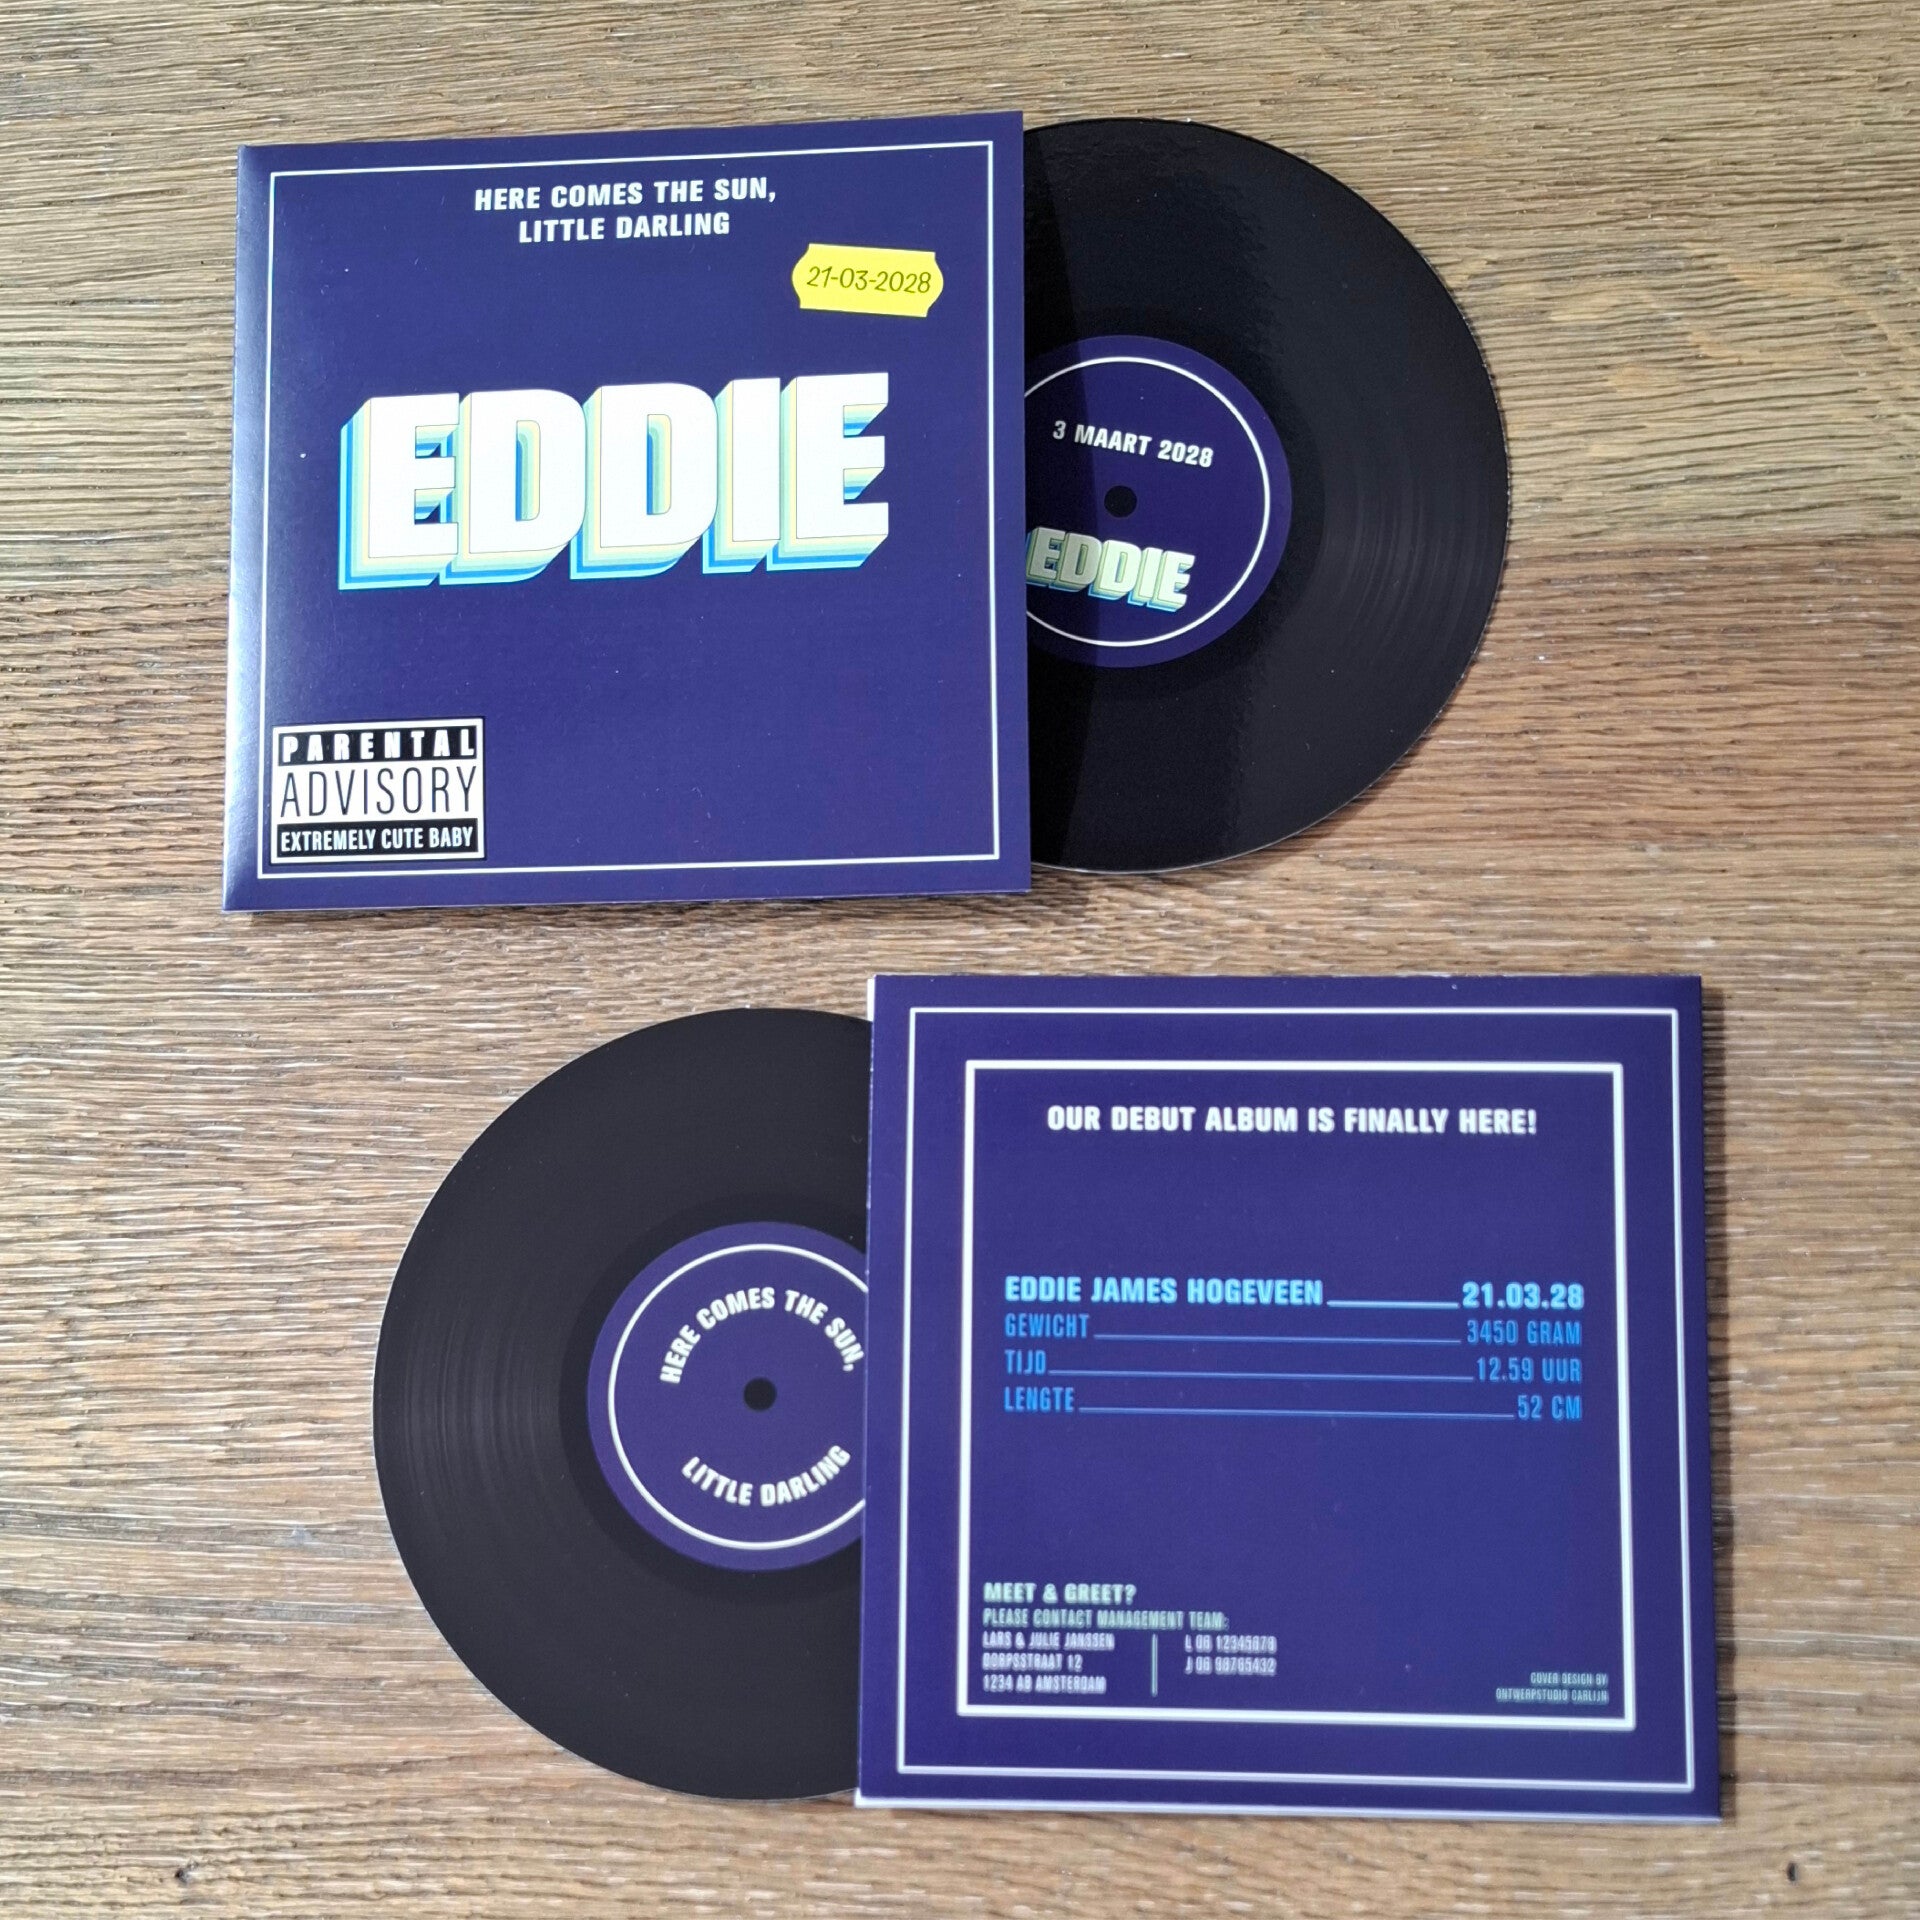 HERE COMES THE SUN,
LITTLE DARLING
21-03-2028
EDDIE
PARENTAL
ADVISORY
EXTREMELY CUTE BABY
3 MAART 2028
EDDIE
HERE COMES THE SUN,
LITTLE DARLING
OUR DEBUT ALBUM IS FINALLY HERE!
EDDIE JAMES HOGEVEEN 21.03.28
GEWICHT 3450 GRAM
TIJD 12.59 UUR
LENGTE 52 CM
MEET & GREET?
PLEASE CONTACT MANAGEMENT TEAM:
LARS & JULIE JANSSEN
DORPSSTRAAT 12
1234 AB AMSTERDAM
L 06 12345678
J 06 98765432
COVER DESIGN BY
ONTWERPSTUDIO CARLIJN